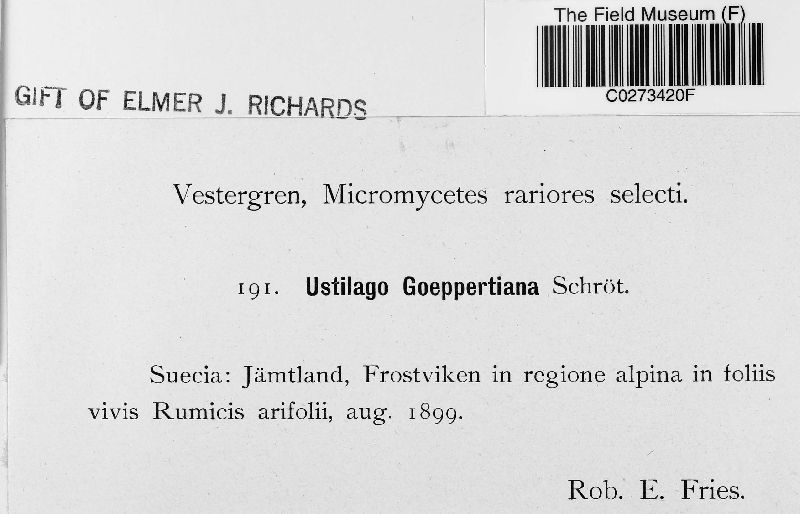 The Field Museum (F)
C0273420F
GIFT OF ELMER J. RICHARDS
Vestergren, Micromycetes rariores selecti.
191. Ustilago Goeppertiana Schröt.
Suecia: Jämtland, Frostviken in regione alpina in foliis
vivis Rumicis arifolii, aug. 1899.
Rob. E. Fries.